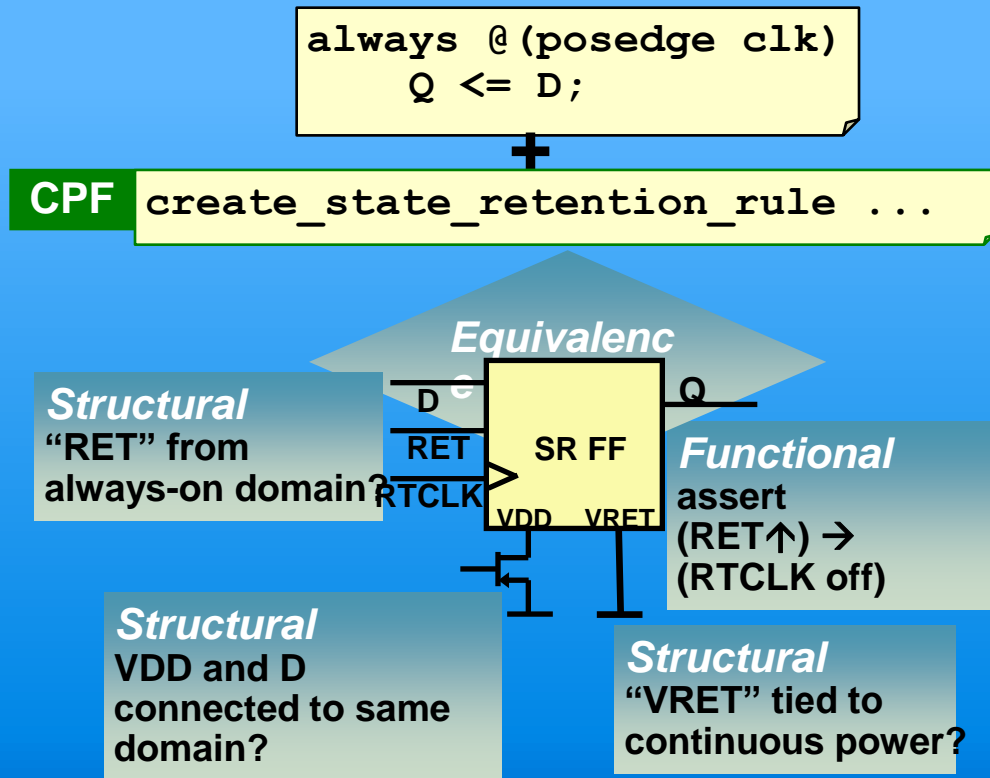 always @(posedge clk)
Q <= D;
+
CPF create_state_retention_rule ...
Equivalenc
e
Structural
“RET” from
always-on domain?
D
RET
RTCLK
SR FF
VDD VRET
Q
Functional
assert
(RET↑) →
(RTCLK off)
Structural
VDD and D
connected to same
domain?
Structural
“VRET” tied to
continuous power?